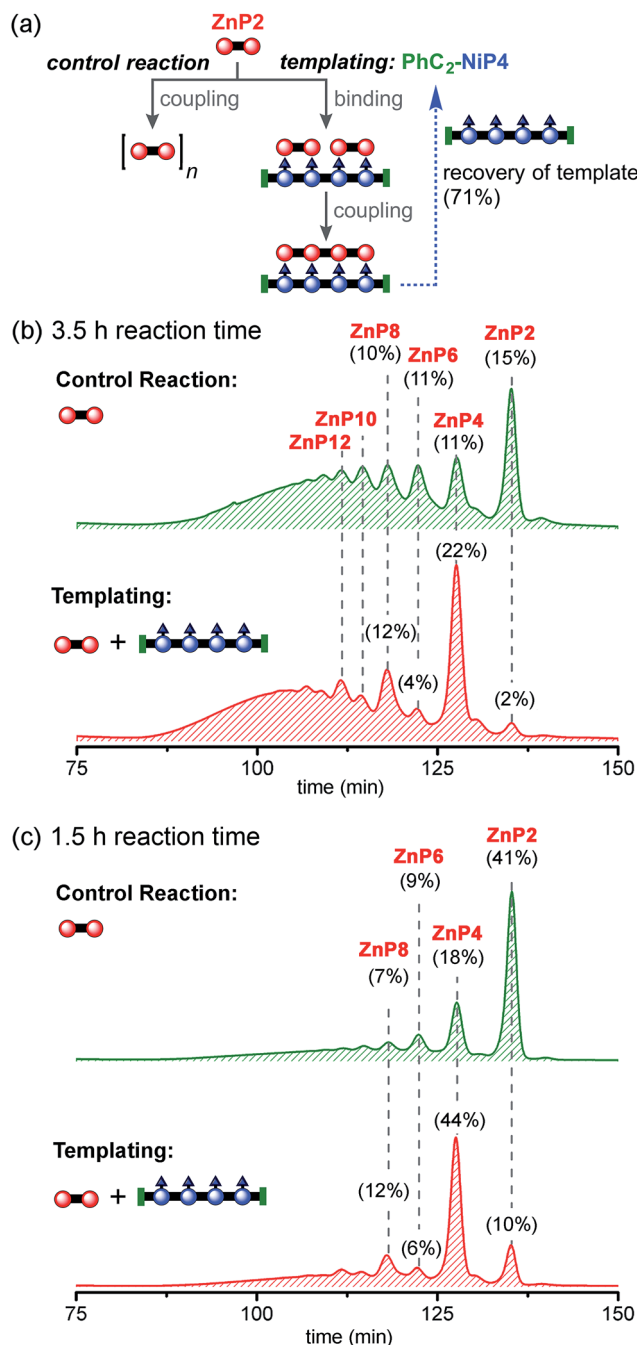 (a)
ZnP2
control reaction
templating: PhC2-NiP4
coupling
binding
n
coupling
recovery of template
(71%)
(b) 3.5 h reaction time
Control Reaction:
ZnP12
ZnP10
ZnP8
(10%)
ZnP6
(11%)
ZnP4
(11%)
ZnP2
(15%)
Templating:
+
(12%)
(4%)
(22%)
(2%)
75 100 125 150
time (min)
(c) 1.5 h reaction time
Control Reaction:
ZnP8
(7%)
ZnP6
(9%)
ZnP4
(18%)
ZnP2
(41%)
Templating:
+
(12%)
(6%)
(44%)
(10%)
75 100 125 150
time (min)